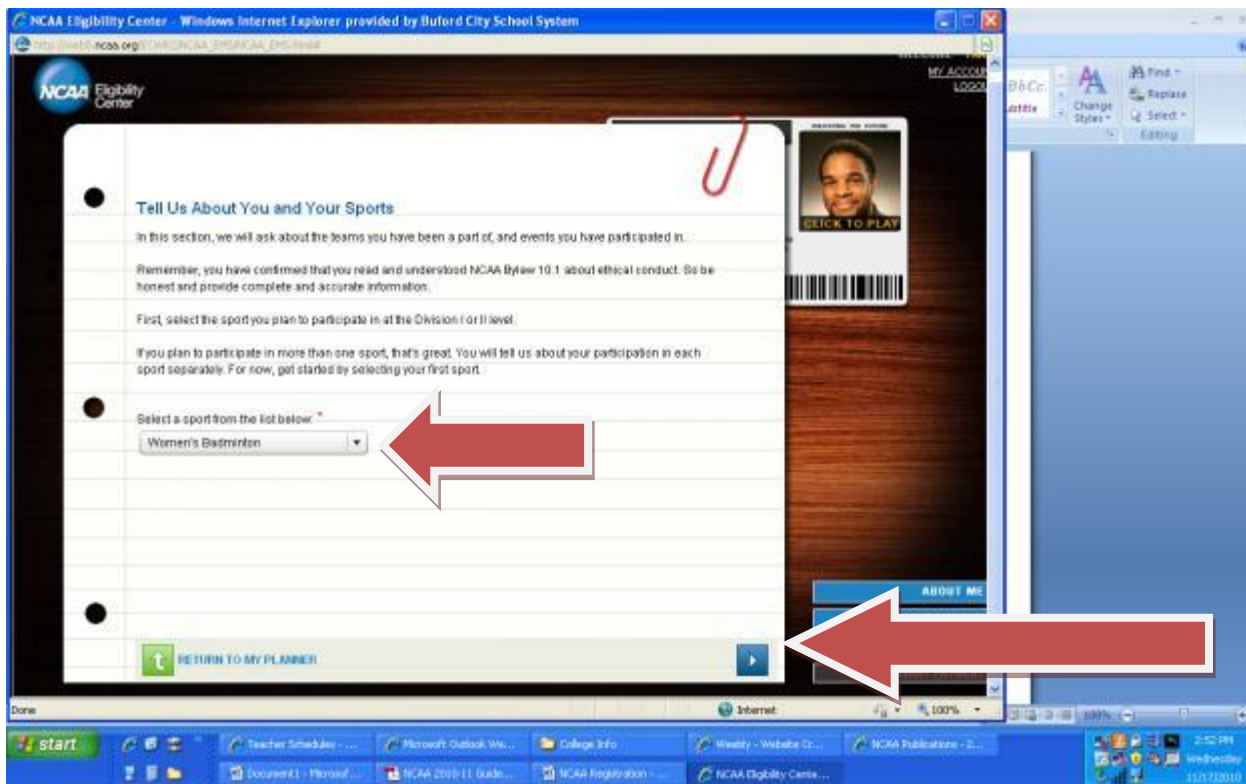 NCAA Eligibility Center - Windows Internet Explorer provided by Buford City School System
MY ACCOU
LOGOU
NCAA Eligibility
Center
Find
Replace
Change
Styles
Select
Editing
CLICK TO PLAY
Tell Us About You and Your Sports
In this section, we will ask about the teams you have been a part of, and events you have participated in.
Remember, you have confirmed that you read and understood NCAA Bylaw 10.1 about ethical conduct. So be
honest and provide complete and accurate information.
First, select the sport you plan to participate in at the Division I or II level.
If you plan to participate in more than one sport, that's great. You will tell us about your participation in each
sport separately. For now, get started by selecting your first sport.
Select a sport from the list below: *
Women's Badminton
ABOUT ME
RETURN TO MY PLANNER
Done
Internet
100%
100%
start
Teacher Schedules - ...
Microsoft Outlook We...
College Info
Weebly - Website Cr...
NCAA Publications - 2...
2:52 PM
Document1 - Microsof...
NCAA 2010-11 Guide...
NCAA Registration - ...
NCAA Eligibility Cente...
Wednesday
11/17/2010